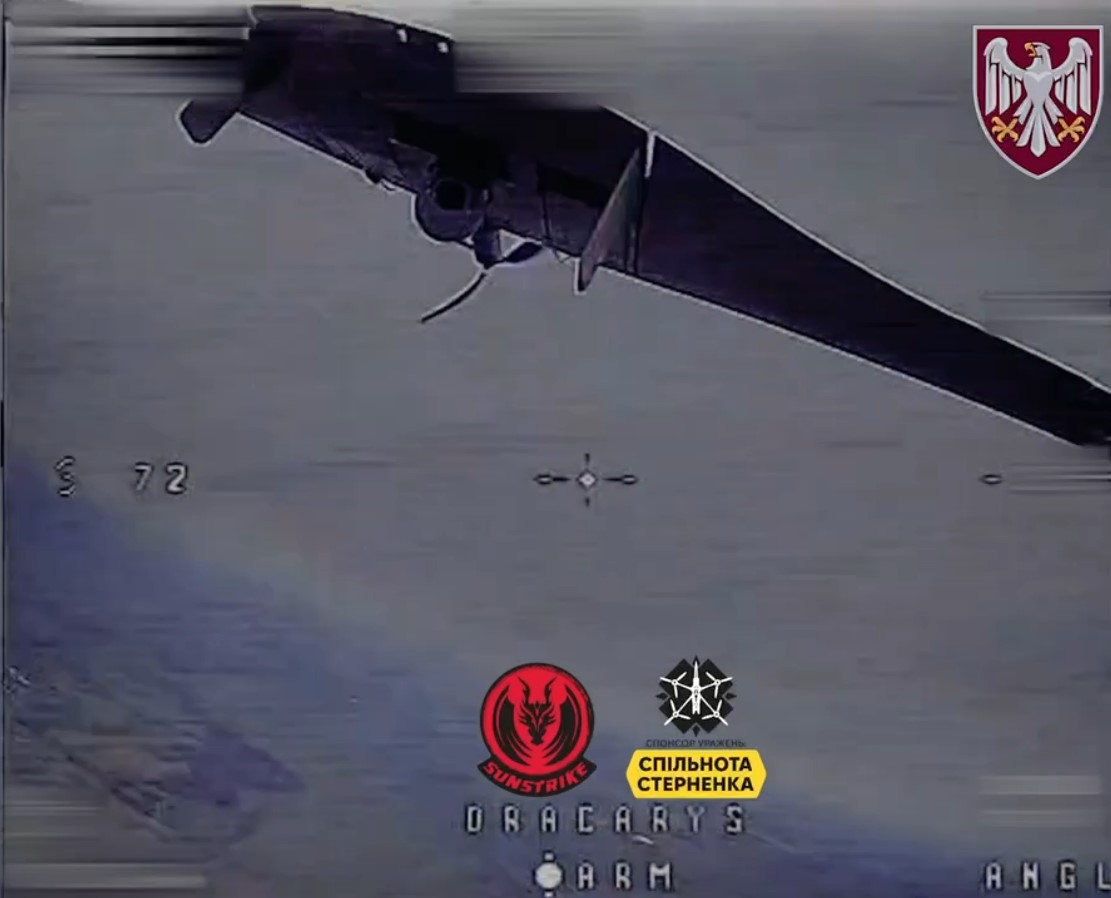 S 72
SUNSTRIKE
СПОНСОР УРАЖЕНЬ:
СПІЛЬНОТА
СТЕРНЕНКА
DRACARYS
ARM
ANGL